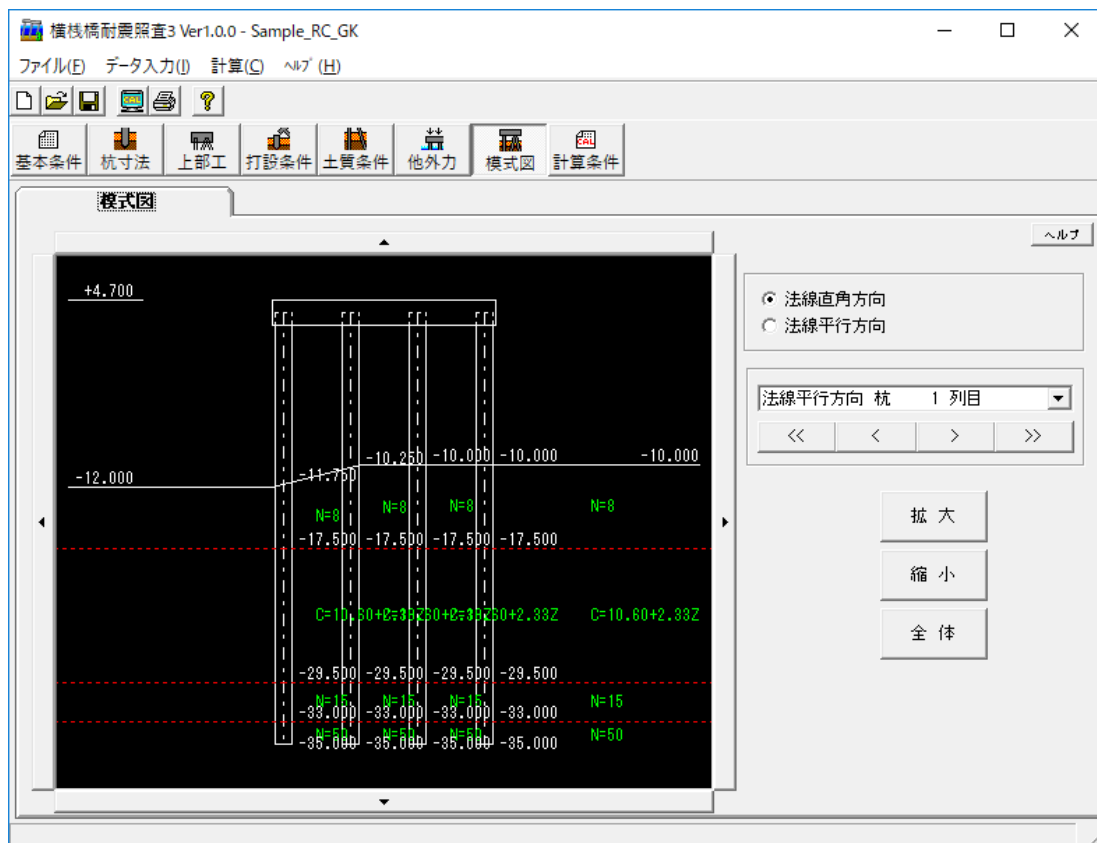 横桟橋耐震照査3 Ver1.0.0 - Sample_RC_GK
ファイル(F) データ入力(I) 計算(C) ヘルプ(H)
基本条件 杭寸法 上部工 打設条件 土質条件 他外力 模式図 計算条件
模式図
ヘルプ
+4.700
法線直角方向
法線平行方向
法線平行方向 杭 1 列目
<< < > >>
-12.000 -11.750 -10.250 -10.000 -10.000 -10.000
N=8 N=8 N=8 N=8
-17.500 -17.500 -17.500 -17.500
拡 大
縮 小
全 体
C=10.60+2.33Z C=10.60+2.33Z
-29.500 -29.500 -29.500 -29.500
N=15 N=15 N=15 N=15
-33.000 -33.000 -33.000 -33.000
N=50 N=50 N=50 N=50
-35.000 -35.000 -35.000 -35.000